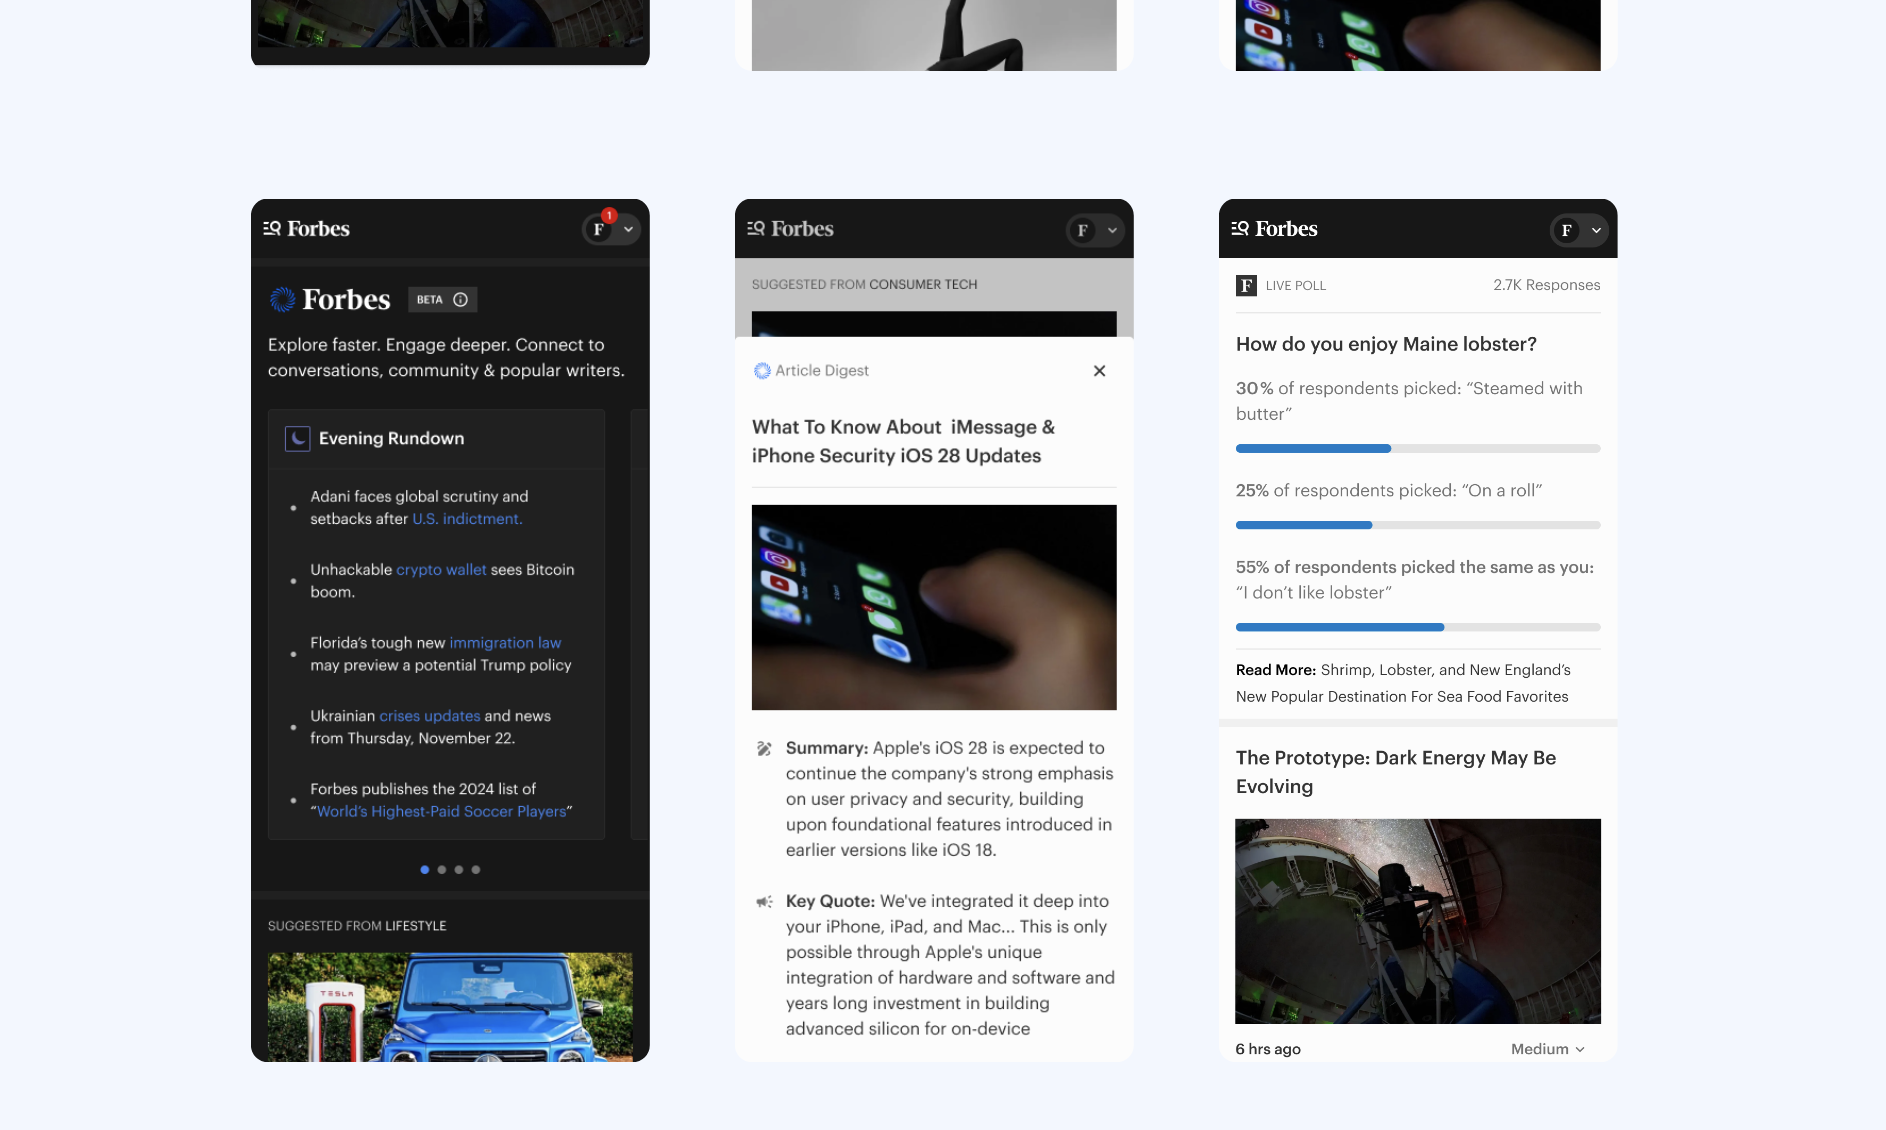 Forbes
F
1
Forbes
BETA
Explore faster. Engage deeper. Connect to
conversations, community & popular writers.
Evening Rundown
Adani faces global scrutiny and
setbacks after U.S. indictment.
Unhackable crypto wallet sees Bitcoin
boom.
Florida’s tough new immigration law
may preview a potential Trump policy
Ukrainian crises updates and news
from Thursday, November 22.
Forbes publishes the 2024 list of
“World’s Highest-Paid Soccer Players”
SUGGESTED FROM LIFESTYLE
TESLA
Forbes
F
SUGGESTED FROM CONSUMER TECH
Article Digest
What To Know About iMessage &
iPhone Security iOS 28 Updates
Summary: Apple's iOS 28 is expected to
continue the company's strong emphasis
on user privacy and security, building
upon foundational features introduced in
earlier versions like iOS 18.
Key Quote: We've integrated it deep into
your iPhone, iPad, and Mac... This is only
possible through Apple's unique
integration of hardware and software and
years long investment in building
advanced silicon for on-device
Forbes
F
F LIVE POLL
2.7K Responses
How do you enjoy Maine lobster?
30% of respondents picked: “Steamed with
butter”
25% of respondents picked: “On a roll”
55% of respondents picked the same as you:
“I don’t like lobster”
Read More: Shrimp, Lobster, and New England’s
New Popular Destination For Sea Food Favorites
The Prototype: Dark Energy May Be
Evolving
6 hrs ago
Medium